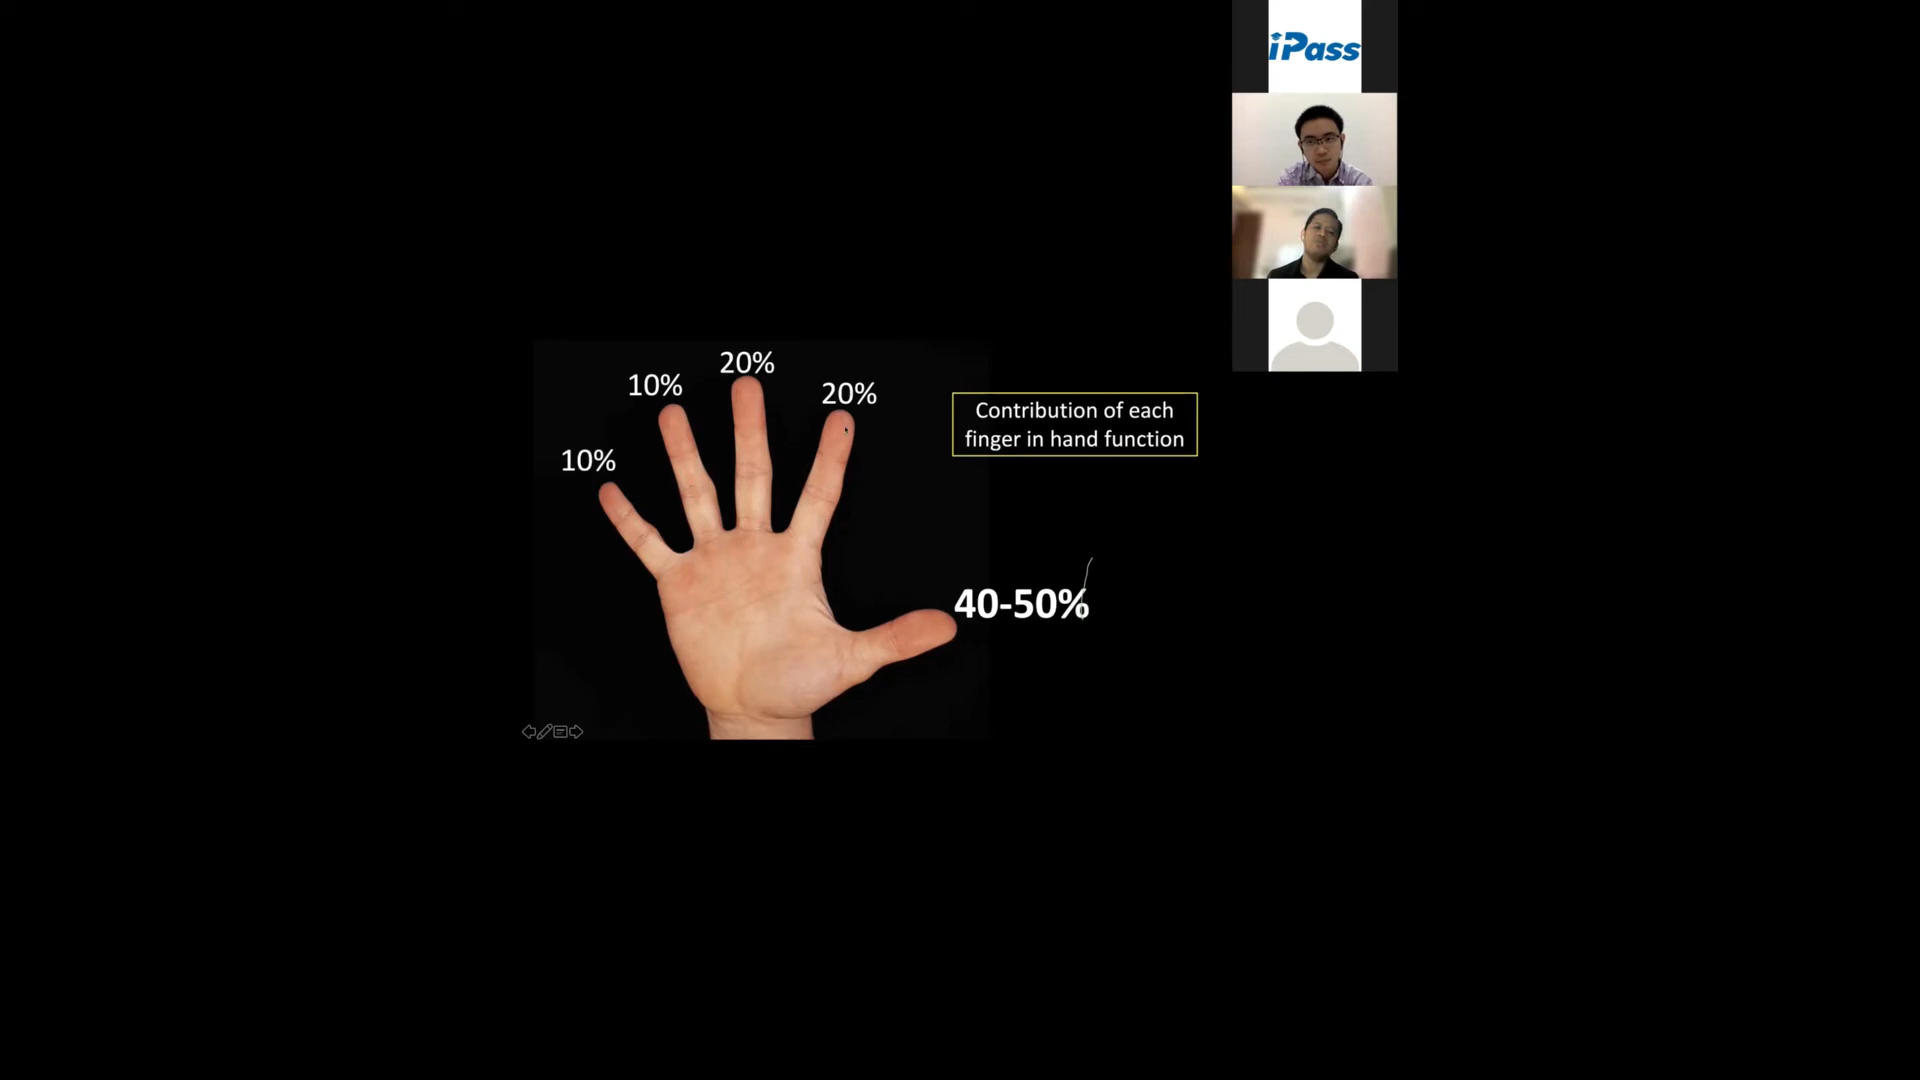 iPass
20%
10%
20%
10%
Contribution of each
finger in hand function
40-50%